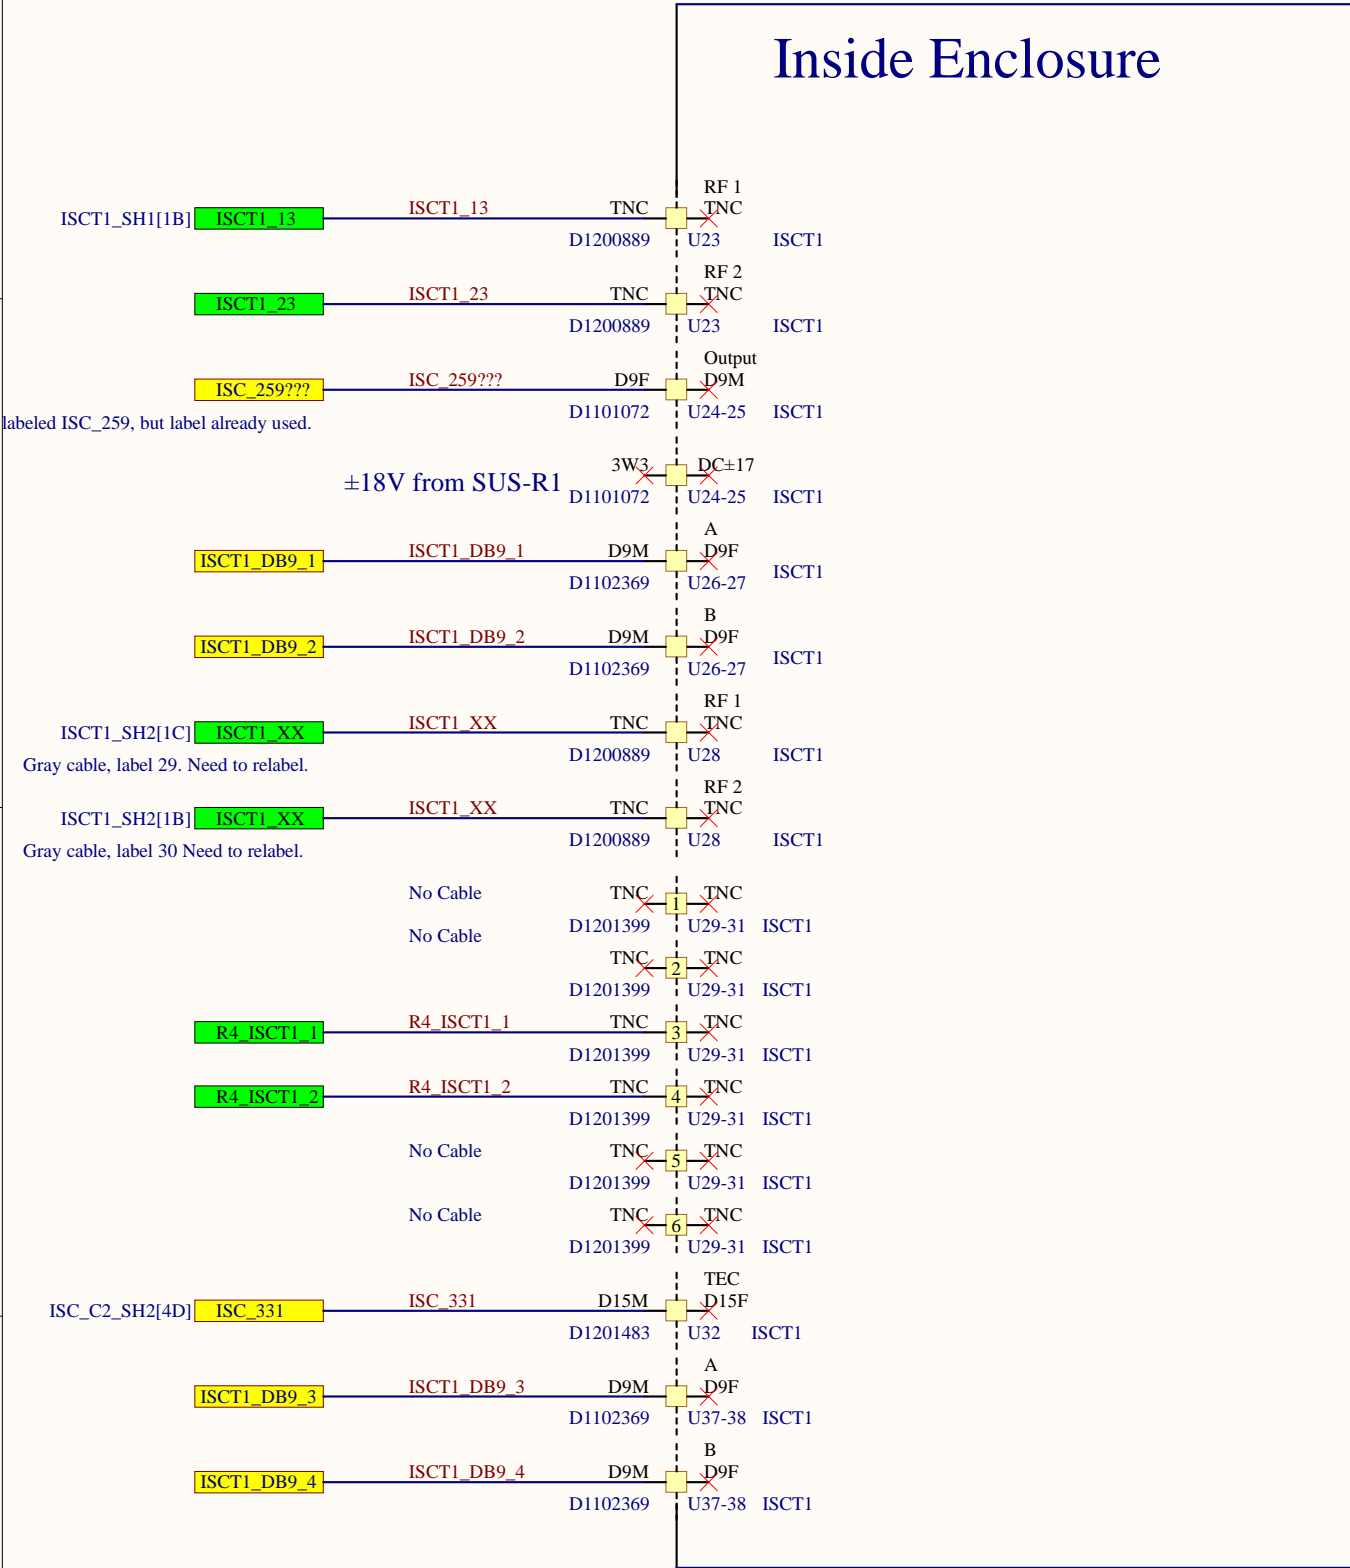 Inside Enclosure
RF 1
ISCT1_SH1[1B] ISCT1_13 ISCT1_13 TNC TNC
D1200889 U23 ISCT1
RF 2
ISCT1_23 ISCT1_23 TNC TNC
D1200889 U23 ISCT1
Output
ISC_259??? ISC_259??? D9F D9M
D1101072 U24-25 ISCT1
labeled ISC_259, but label already used.
3W3 DC±17
±18V from SUS-R1
D1101072 U24-25 ISCT1
A
ISCT1_DB9_1 ISCT1_DB9_1 D9M D9F
D1102369 U26-27 ISCT1
B
ISCT1_DB9_2 ISCT1_DB9_2 D9M D9F
D1102369 U26-27 ISCT1
RF 1
ISCT1_SH2[1C] ISCT1_XX ISCT1_XX TNC TNC
D1200889 U28 ISCT1
Gray cable, label 29. Need to relabel.
RF 2
ISCT1_SH2[1B] ISCT1_XX ISCT1_XX TNC TNC
D1200889 U28 ISCT1
Gray cable, label 30 Need to relabel.
No Cable TNC 1 TNC
D1201399 U29-31 ISCT1
No Cable
TNC 2 TNC
D1201399 U29-31 ISCT1
R4_ISCT1_1 R4_ISCT1_1 TNC 3 TNC
D1201399 U29-31 ISCT1
R4_ISCT1_2 R4_ISCT1_2 TNC 4 TNC
D1201399 U29-31 ISCT1
No Cable TNC 5 TNC
D1201399 U29-31 ISCT1
No Cable TNC 6 TNC
D1201399 U29-31 ISCT1
TEC
ISC_C2_SH2[4D] ISC_331 ISC_331 D15M D15F
D1201483 U32 ISCT1
A
ISCT1_DB9_3 ISCT1_DB9_3 D9M D9F
D1102369 U37-38 ISCT1
B
ISCT1_DB9_4 ISCT1_DB9_4 D9M D9F
D1102369 U37-38 ISCT1